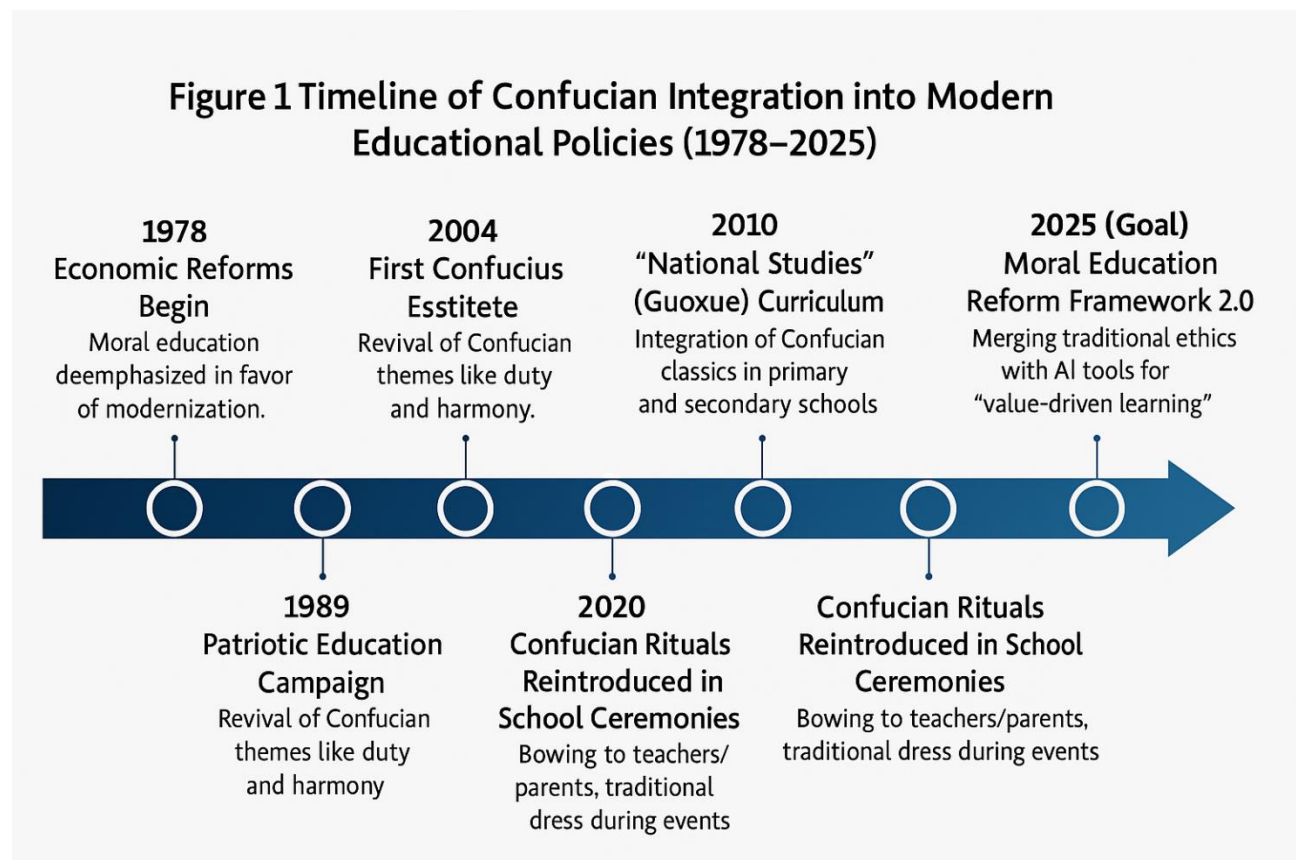 Figure 1 Timeline of Confucian Integration into Modern
Educational Policies (1978–2025)
1978
Economic Reforms
Begin
Moral education
deemphasized in favor
of modernization.
2004
First Confucius
Esstitete
Revival of Confucian
themes like duty
and harmony.
2010
“National Studies”
(Guoxue) Curriculum
Integration of Confucian
classics in primary
and secondary schools
2025 (Goal)
Moral Education
Reform Framework 2.0
Merging traditional ethics
with AI tools for
“value-driven learning”
1989
Patriotic Education
Campaign
Revival of Confucian
themes like duty
and harmony
2020
Confucian Rituals
Reintroduced in
School Ceremonies
Bowing to teachers/
parents, traditional
dress during events
Confucian Rituals
Reintroduced in School
Ceremonies
Bowing to teachers/parents,
traditional dress during events